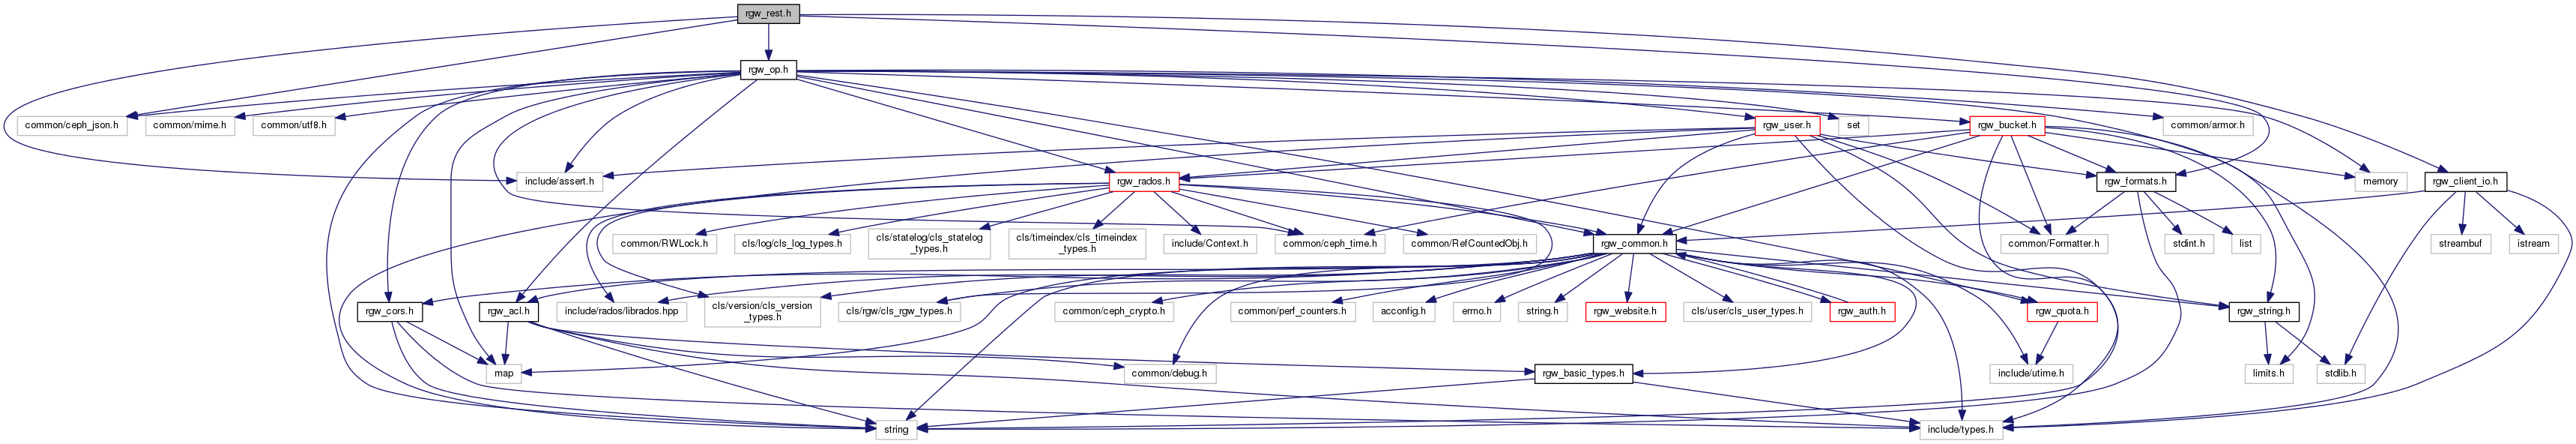 rgw_rest.h
rgw_op.h
common/ceph_json.h
common/mime.h
common/utf8.h
rgw_user.h
set
rgw_bucket.h
common/armor.h
include/assert.h
rgw_rados.h
rgw_formats.h
memory
rgw_client_io.h
common/RWLock.h
cls/log/cls_log_types.h
cls/statelog/cls_statelog
_types.h
cls/timeindex/cls_timeindex
_types.h
include/Context.h
common/ceph_time.h
common/RefCountedObj.h
rgw_common.h
common/Formatter.h
stdint.h
list
streambuf
istream
rgw_cors.h
rgw_acl.h
include/rados/librados.hpp
cls/version/cls_version
_types.h
cls/rgw/cls_rgw_types.h
common/ceph_crypto.h
common/perf_counters.h
acconfig.h
errno.h
string.h
rgw_website.h
cls/user/cls_user_types.h
rgw_auth.h
rgw_quota.h
rgw_string.h
map
common/debug.h
rgw_basic_types.h
include/utime.h
limits.h
stdlib.h
string
include/types.h